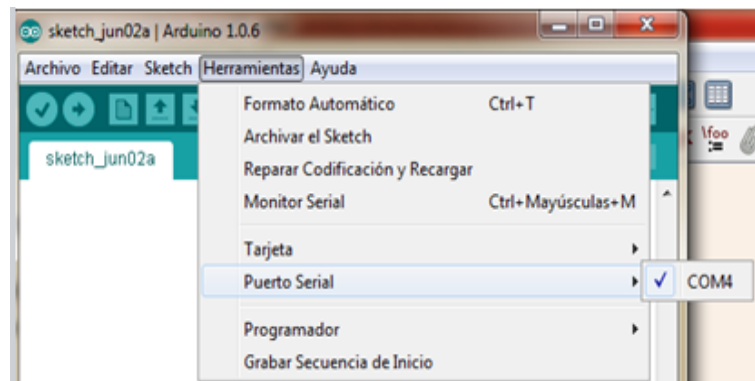 sketch_jun02a | Arduino 1.0.6
Archivo Editar Sketch Herramientas Ayuda
Formato Automático Ctrl+T
Archivar el Sketch
\foo
:=
sketch_jun02a
Reparar Codificación y Recargar
Monitor Serial Ctrl+Mayúsculas+M
Tarjeta
Puerto Serial
COM4
Programador
Grabar Secuencia de Inicio